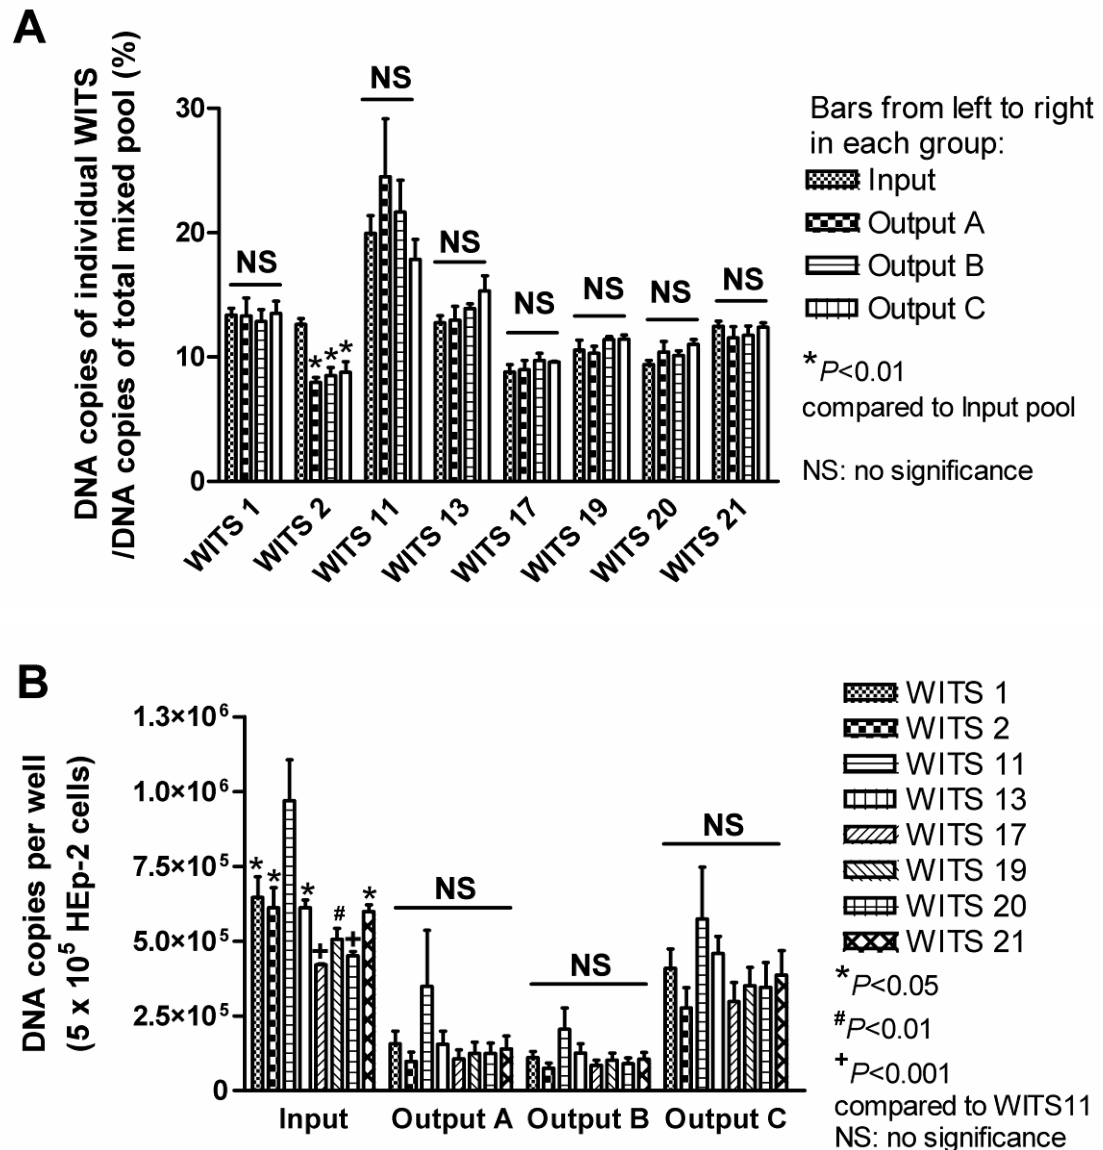 A
DNA copies of individual WITS
/DNA copies of total mixed pool (%)
30
20
10
0
NS
NS
NS
NS
NS
NS
NS
* * *
WITS 1
WITS 2
WITS 11
WITS 13
WITS 17
WITS 19
WITS 20
WITS 21
Bars from left to right
in each group:
Input
Output A
Output B
Output C
*P<0.01
compared to Input pool
NS: no significance
B
DNA copies per well
(5 x 10⁵ HEp-2 cells)
1.3×10⁶
1.0×10⁶
7.5×10⁵
5.0×10⁵
2.5×10⁵
0
* * * + # + *
NS
NS
NS
Input
Output A
Output B
Output C
WITS 1
WITS 2
WITS 11
WITS 13
WITS 17
WITS 19
WITS 20
WITS 21
*P<0.05
#P<0.01
+P<0.001
compared to WITS11
NS: no significance